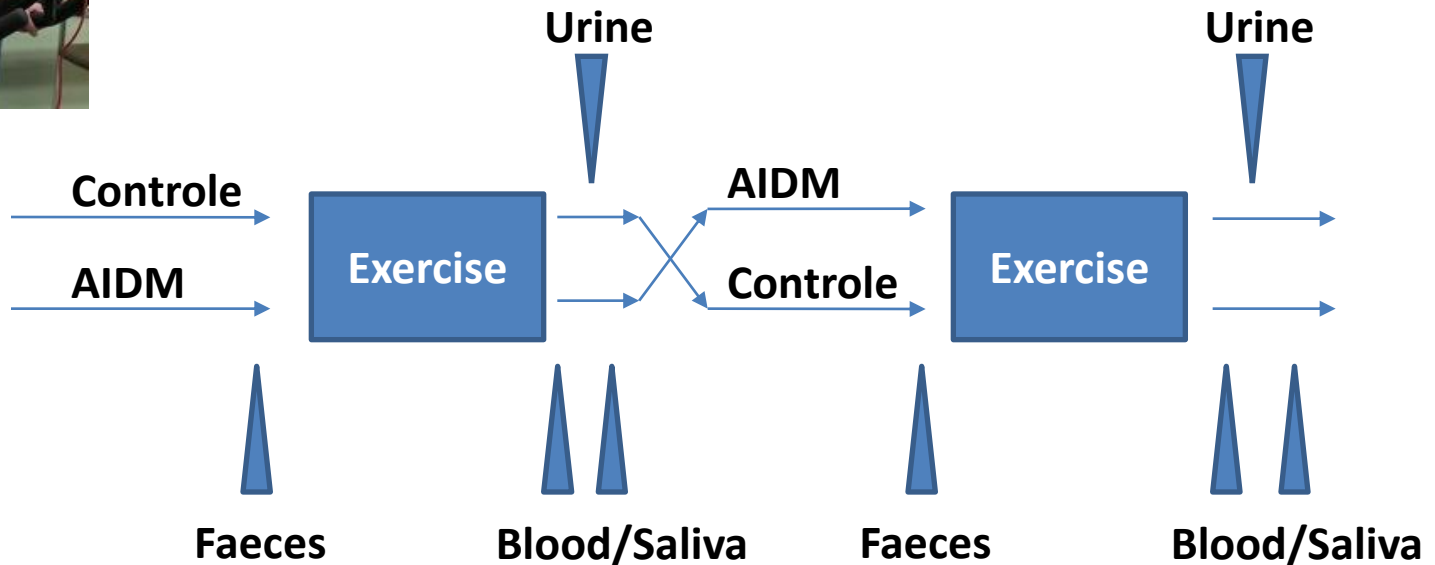 Urine Urine
Controle AIDM
Exercise Exercise
AIDM Controle
Faeces Blood/Saliva Faeces Blood/Saliva